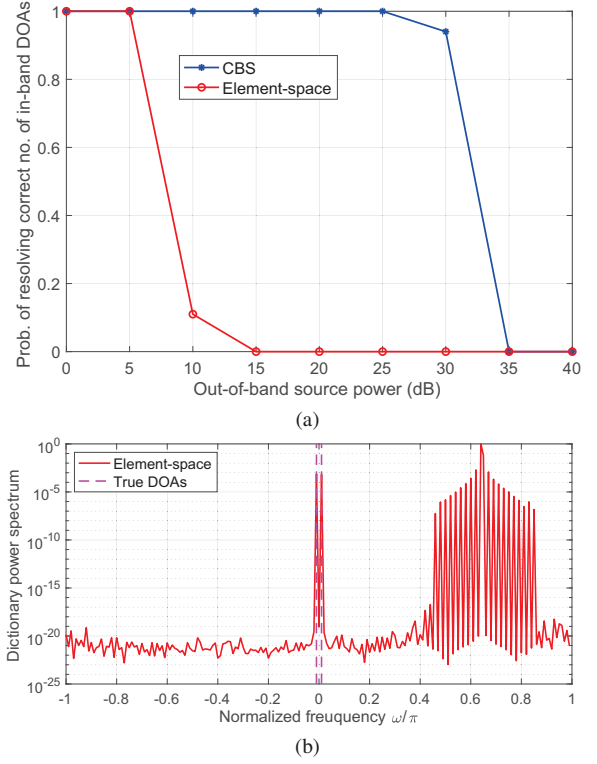 Prob. of resolving correct no. of in-band DOAs
1
0.8
0.6
0.4
0.2
0
CBS
Element-space
0 5 10 15 20 25 30 35 40
Out-of-band source power (dB)
(a)
Dictionary power spectrum
10^0
10^-5
10^-10
10^-15
10^-20
10^-25
Element-space
True DOAs
-1 -0.8 -0.6 -0.4 -0.2 0 0.2 0.4 0.6 0.8 1
Normalized freuquency ω/π
(b)